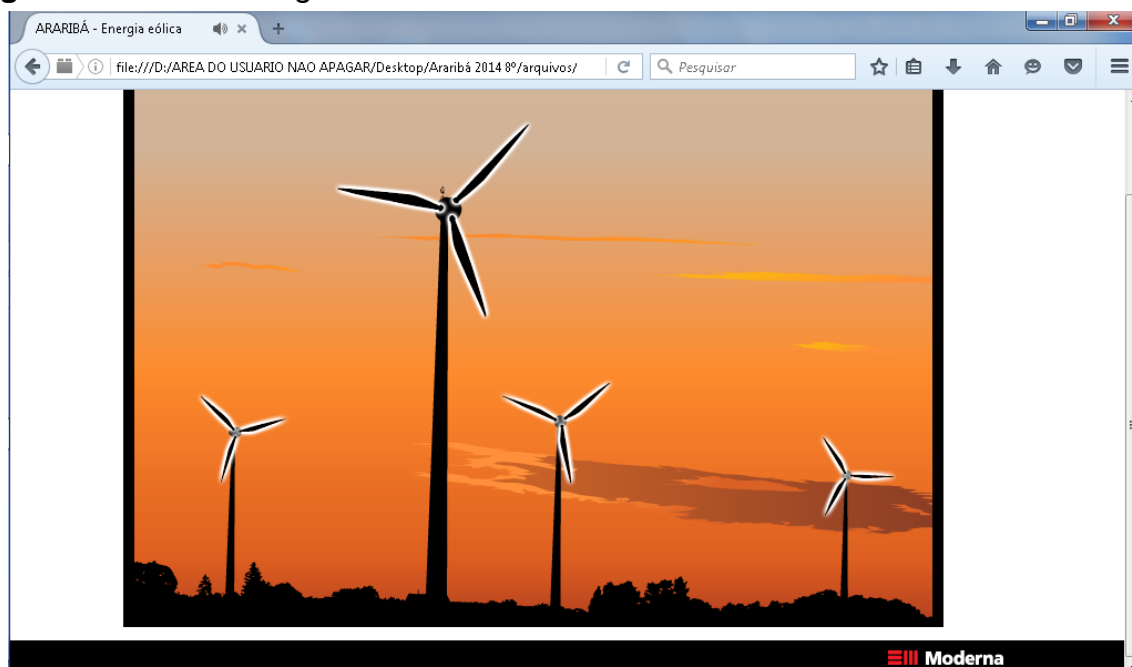 ARARIBÁ - Energia eólica
file:///D:/AREA DO USUARIO NAO APAGAR/Desktop/Araribá 2014 8º/arquivos/
Pesquisar
Moderna